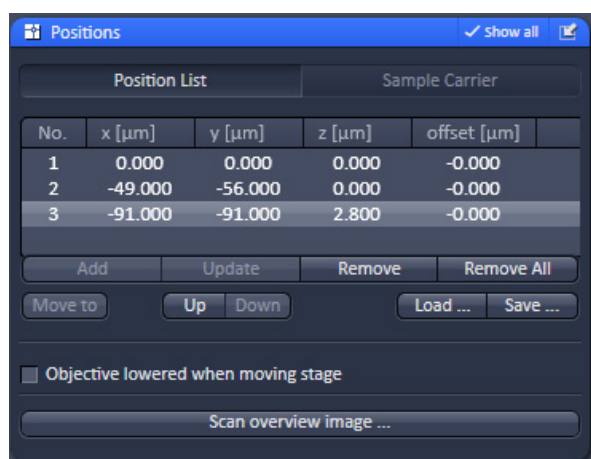 Positions Show all
Position List Sample Carrier
No. x [µm] y [µm] z [µm] offset [µm]
1 0.000 0.000 0.000 -0.000
2 -49.000 -56.000 0.000 -0.000
3 -91.000 -91.000 2.800 -0.000
Add Update Remove Remove All
Move to Up Down Load ... Save ...
Objective lowered when moving stage
Scan overview image ...